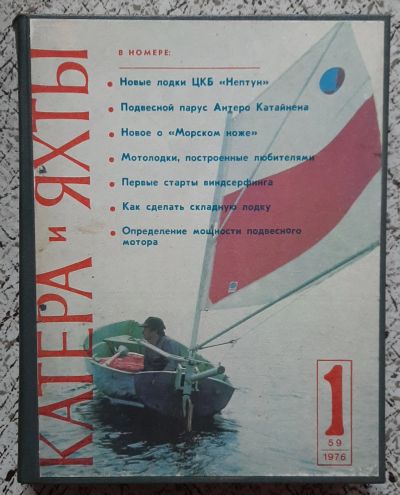 КАТЕРА и ЯХТЫ
В НОМЕРЕ:
Новые лодки ЦКБ «Нептун»
Подвесной парус Антеро Катайнена
Новое о «Морском ноже»
Мотолодки, построенные любителями
Первые старты виндсерфинга
Как сделать складную лодку
Определение мощности подвесного
мотора
1
59
1976